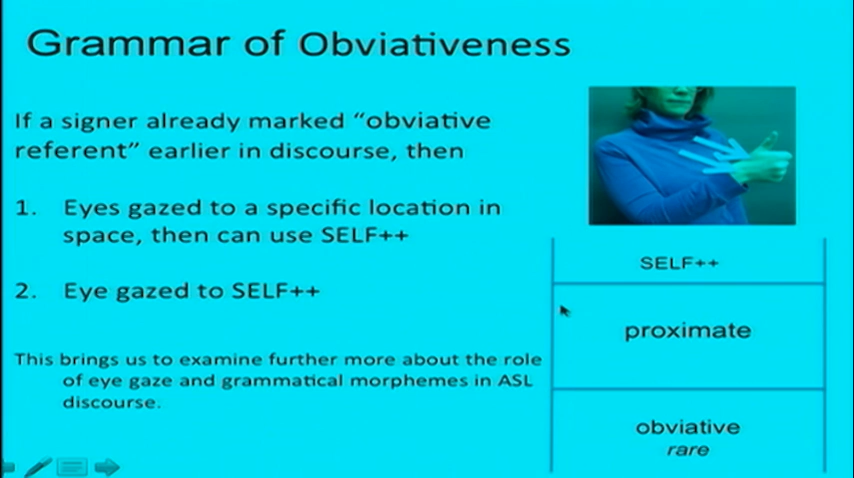 Grammar of Obviativeness
If a signer already marked “obviative
referent” earlier in discourse, then
1. Eyes gazed to a specific location in
space, then can use SELF++
2. Eye gazed to SELF++
This brings us to examine further more about the role
of eye gaze and grammatical morphemes in ASL
discourse.
SELF++
proximate
obviative
rare